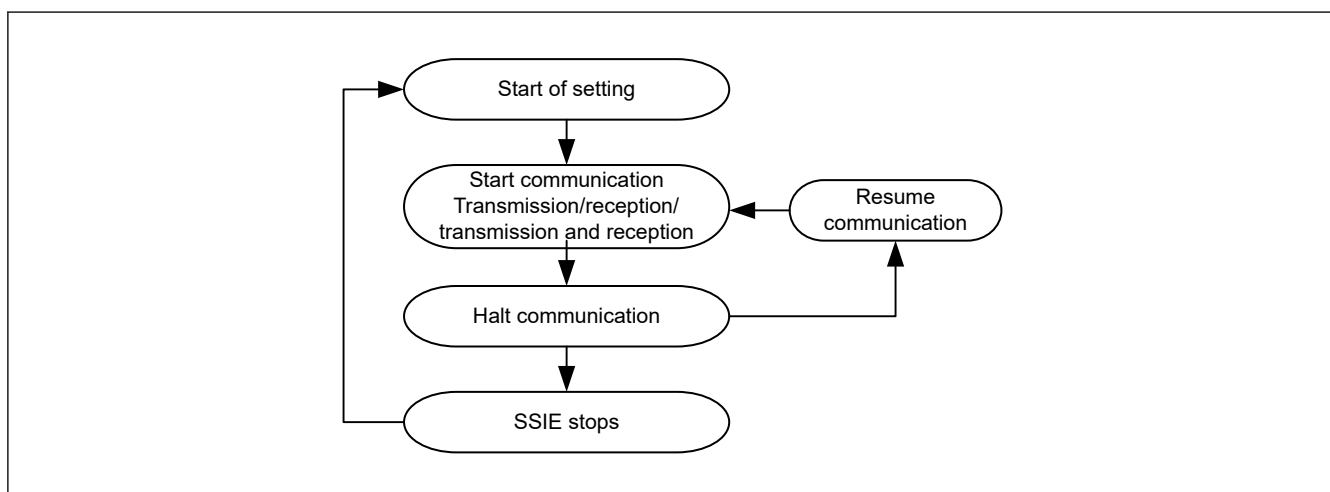 Start of setting
Start communication
Transmission/reception/
transmission and reception
Resume
communication
Halt communication
SSIE stops